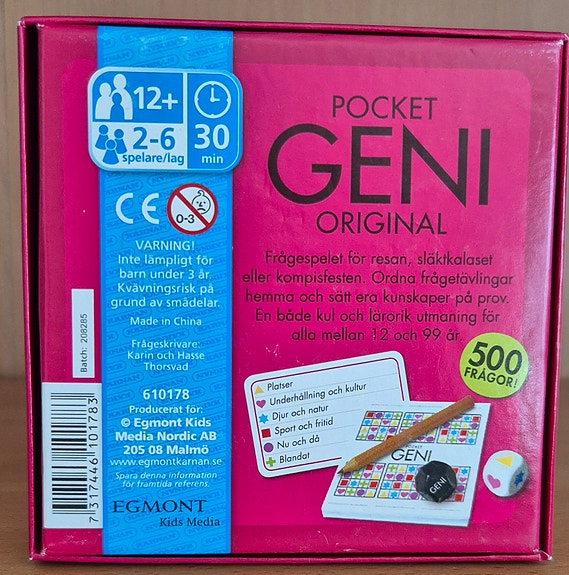 12+
2-6
spelare/lag
30
min
CE
0-3
VARNING!
Inte lämpligt för
barn under 3 år.
Kvävningsrisk på
grund av smådelar.
Made in China
Frågeskrivare:
Karin och Hasse
Thorsvad
610178
Producerat för:
© Egmont Kids
Media Nordic AB
205 08 Malmö
www.egmontkarnan.se
Spara denna information
för framtida referens.
EGMONT
Kids Media
Batch: 208285
7 317446 101783
POCKET
GENI
ORIGINAL
Frågespelet för resan, släktkalaset
eller kompisfesten. Ordna frågetävlingar
hemma och sätt era kunskaper på prov.
En både kul och lärorik utmaning för
alla mellan 12 och 99 år.
500
FRÅGOR!
Platser
Underhållning och kultur
Djur och natur
Sport och fritid
Nu och då
Blandat
POCKET
GENI
GENI